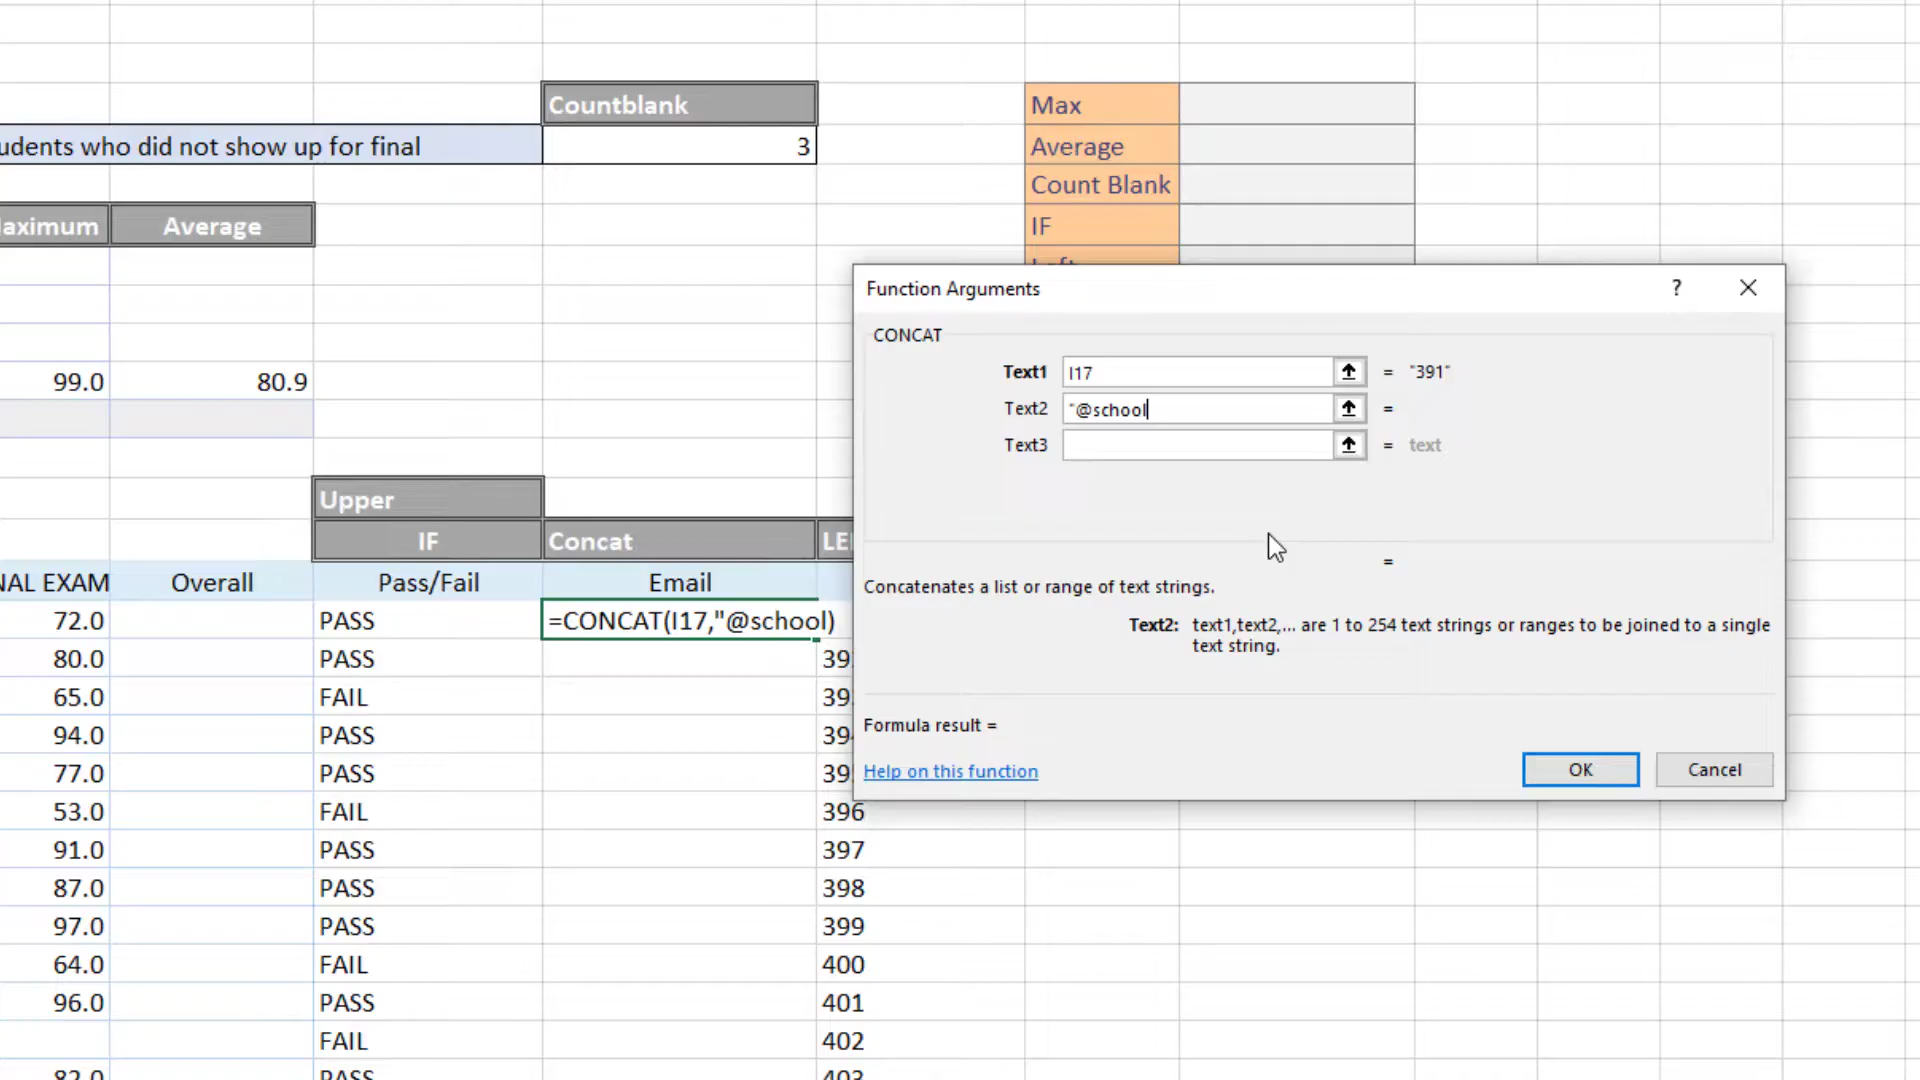 Countblank
Max
udents who did not show up for final 3
Average
Count Blank
aximum Average
IF
Function Arguments ?
CONCAT
Text1 I17 = "391"
99.0 80.9
Text2 "@school =
Text3 = text
Upper
IF Concat
=
NAL EXAM Overall Pass/Fail Email
Concatenates a list or range of text strings.
72.0 PASS =CONCAT(I17,"@school)
Text2: text1,text2,... are 1 to 254 text strings or ranges to be joined to a single
text string.
80.0 PASS
65.0 FAIL
94.0 PASS
Formula result =
77.0 PASS
Help on this function OK Cancel
53.0 FAIL 396
91.0 PASS 397
87.0 PASS 398
97.0 PASS 399
64.0 FAIL 400
96.0 PASS 401
FAIL 402
82.0 PASS 403